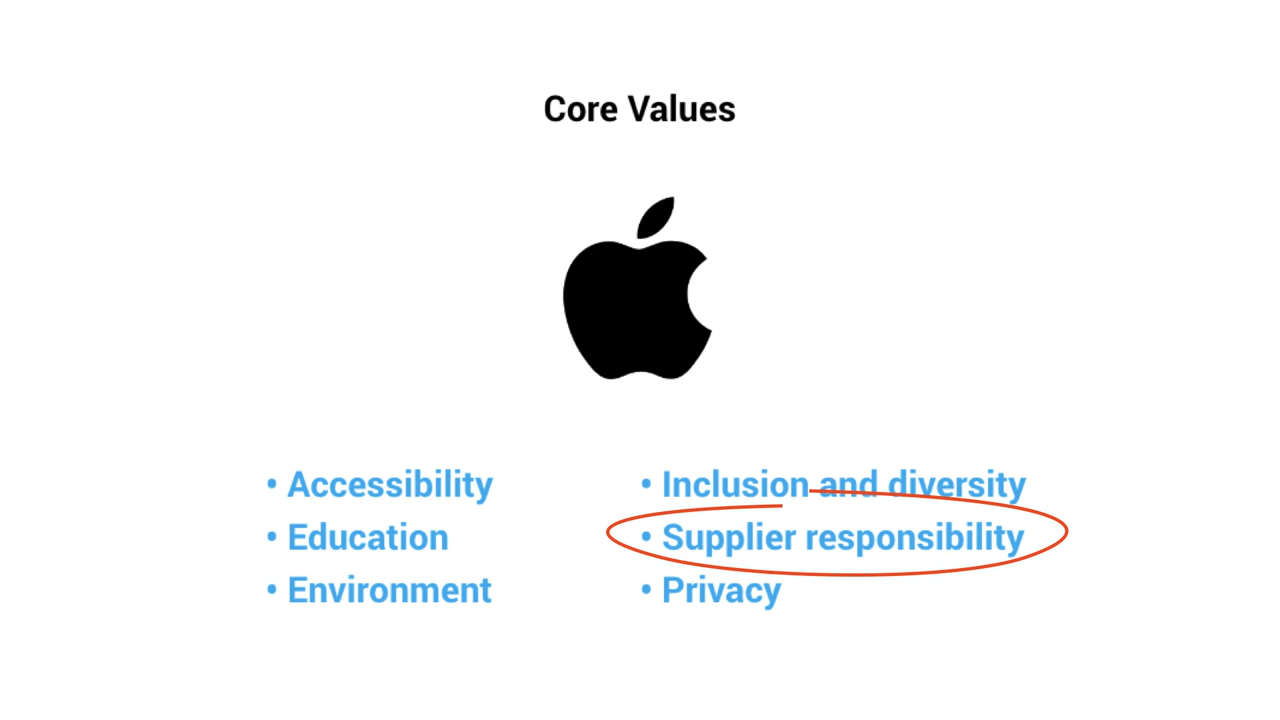 Core Values
• Accessibility
• Education
• Environment
• Inclusion and diversity
• Supplier responsibility
• Privacy